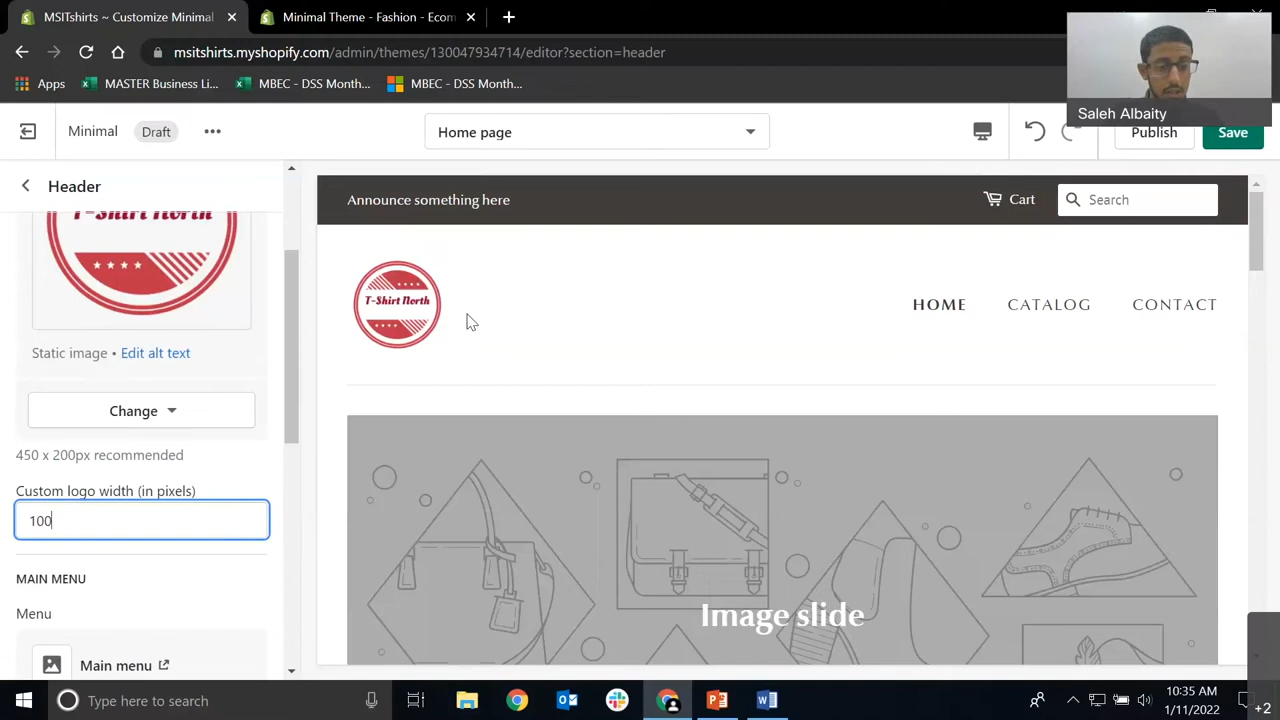 MSITshirts ~ Customize Minimal
Minimal Theme - Fashion - Ecom
msitshirts.myshopify.com/admin/themes/130047934714/editor?section=header
Apps
MASTER Business Li...
MBEC - DSS Month...
MBEC - DSS Month...
Saleh Albaity
Minimal
Draft
Home page
Publish
Save
Header
T-Shirt North
Static image • Edit alt text
Change
450 x 200px recommended
Custom logo width (in pixels)
100
MAIN MENU
Menu
Main menu
Announce something here
Cart
Search
T-Shirt North
HOME
CATALOG
CONTACT
Image slide
Type here to search
10:35 AM
1/11/2022
+2